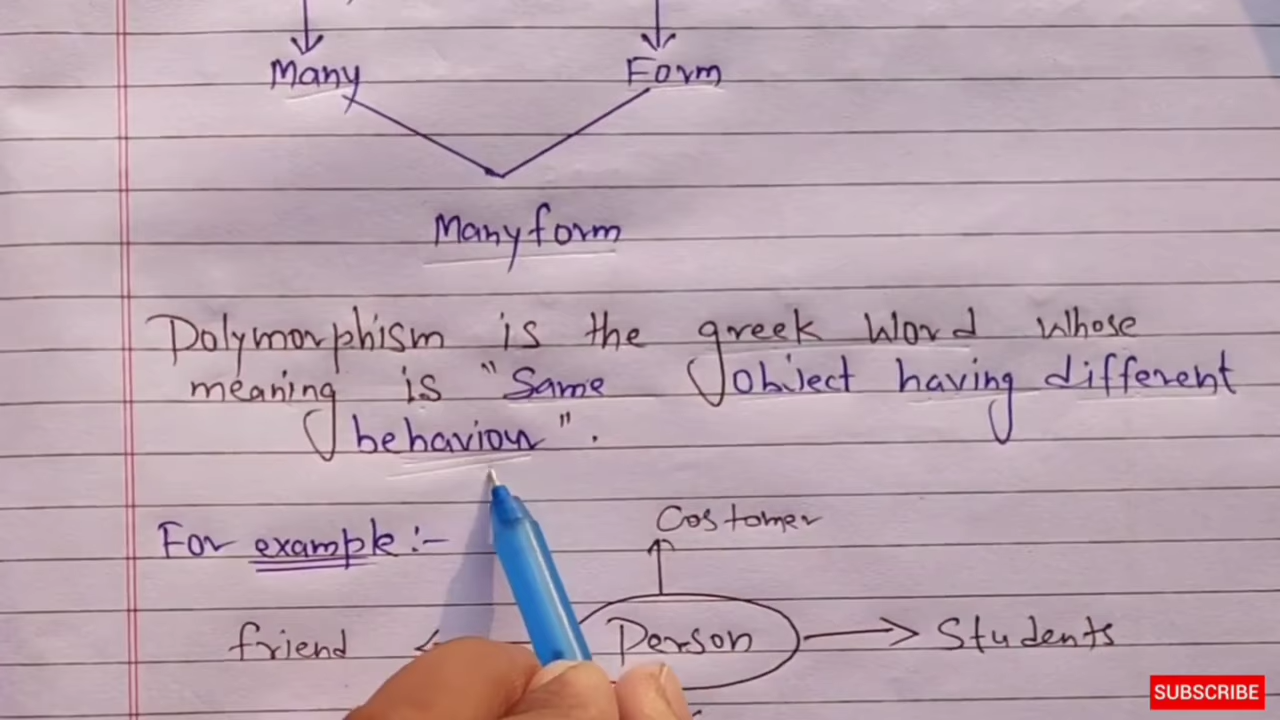 Many Form
Manyform
Polymorphism is the greek word whose
meaning is "Same object having different
behaviour".
For example :-
Costomer
friend Person Students
SUBSCRIBE